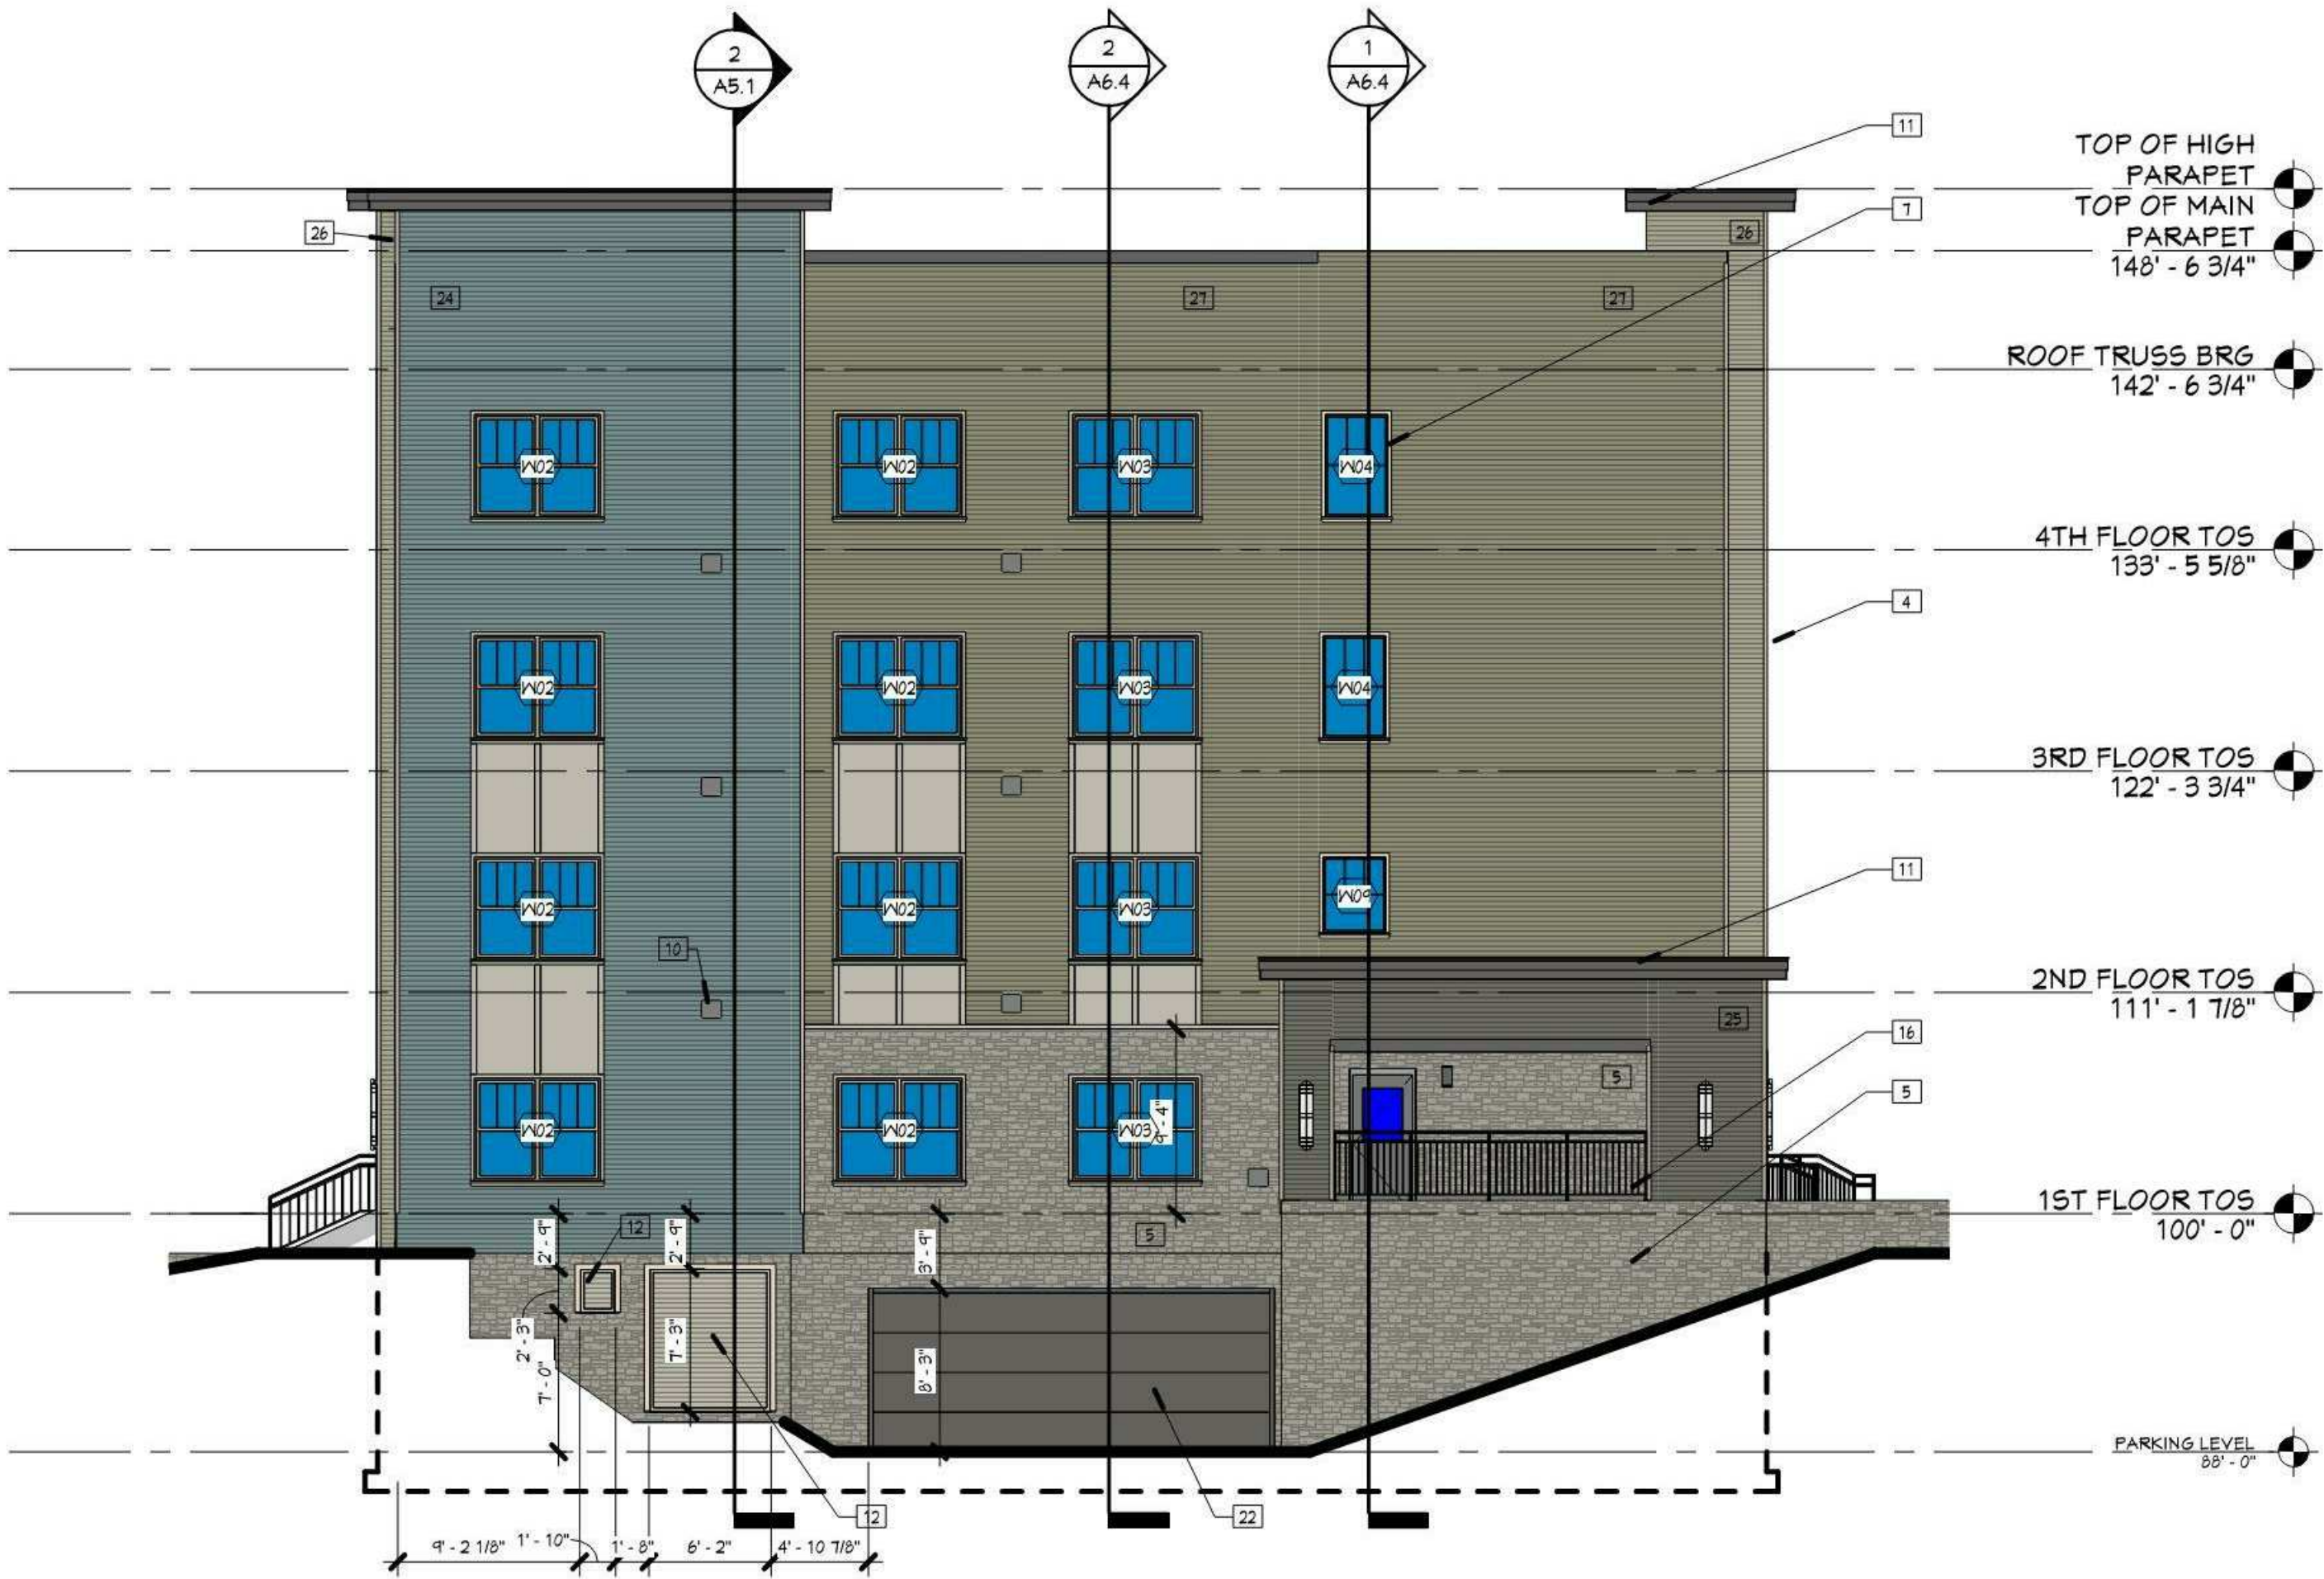 2
A5.1
2
A6.4
1
A6.4
11
TOP OF HIGH
PARAPET
7
TOP OF MAIN
PARAPET
148' - 6 3/4"
26
26
24
27
27
ROOF TRUSS BRG
142' - 6 3/4"
W02
W02
W03
W04
4TH FLOOR TOS
133' - 5 5/8"
4
W02
W02
W03
W04
3RD FLOOR TOS
122' - 3 3/4"
11
W02
W02
W03
W09
10
2ND FLOOR TOS
111' - 1 7/8"
25
16
5
5
W02
W02
W03
9' - 4"
1ST FLOOR TOS
100' - 0"
2' - 9"
12
2' - 9"
3' - 9"
5
2' - 3"
7' - 3"
7' - 0"
8' - 3"
PARKING LEVEL
88' - 0"
12
22
9' - 2 1/8"
1' - 10"
1' - 8"
6' - 2"
4' - 10 7/8"